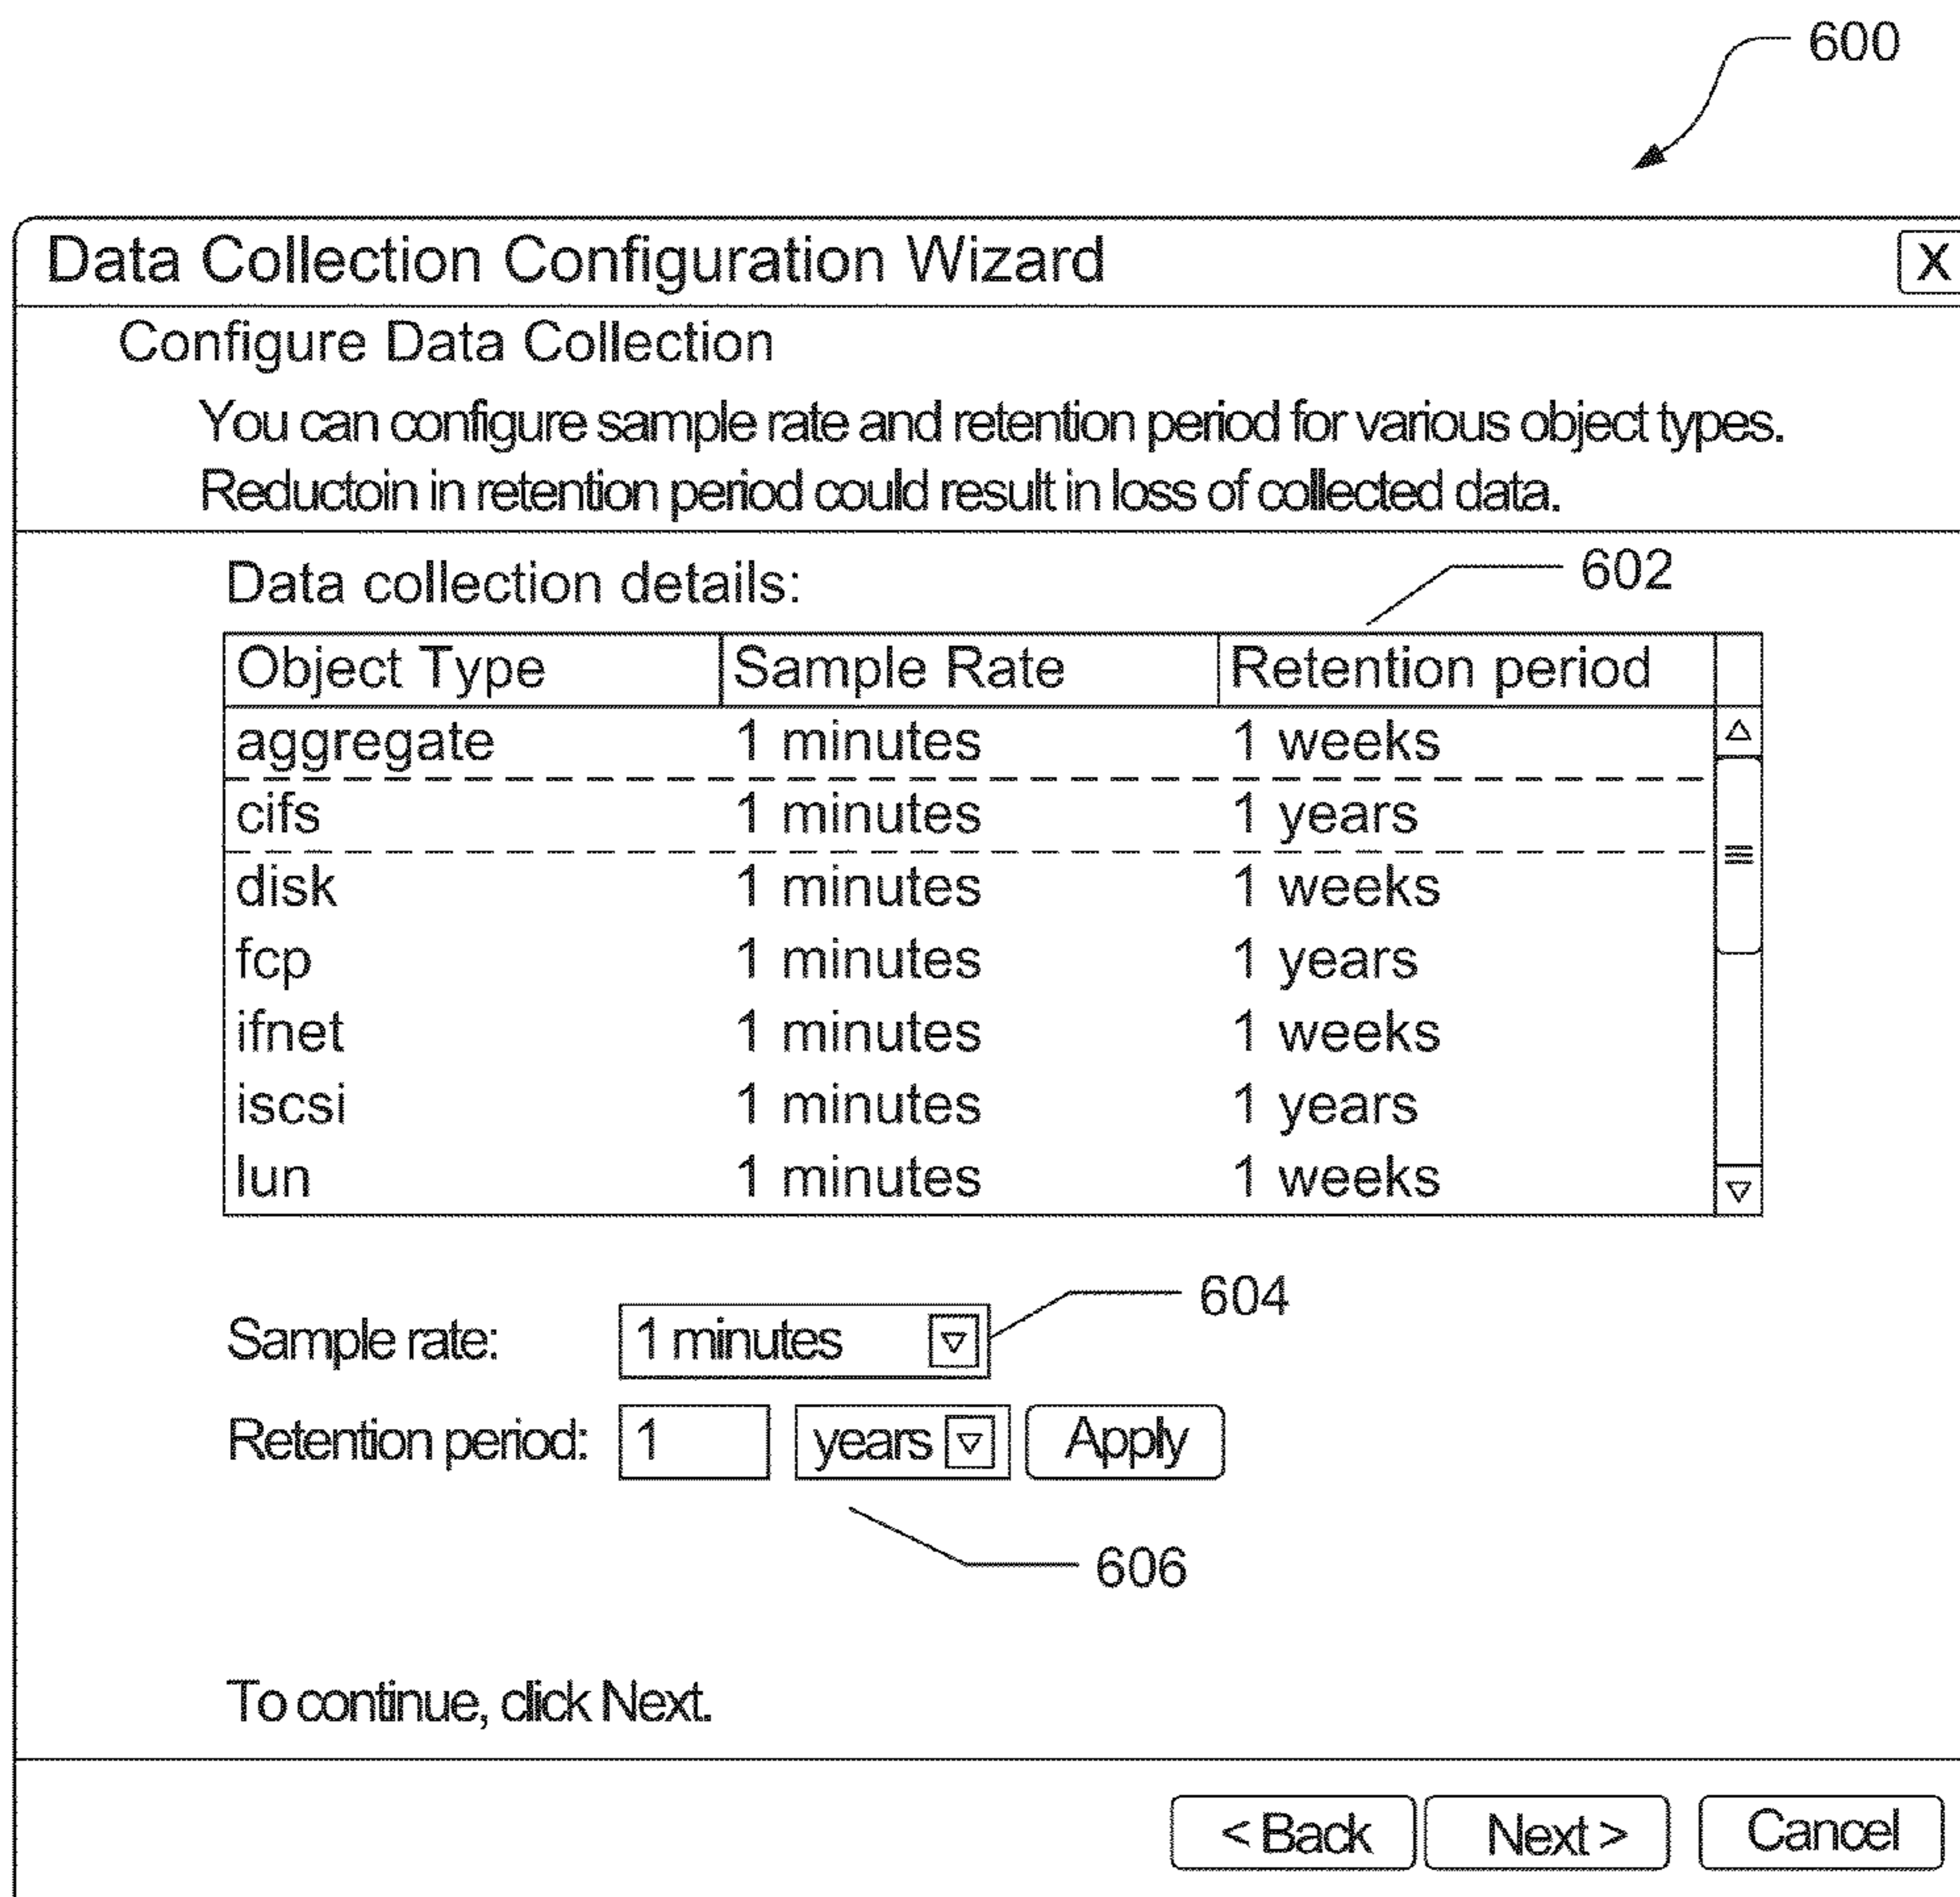 600
Data Collection Configuration Wizard X
Configure Data Collection
You can configure sample rate and retention period for various object types.
Reductoin in retention period could result in loss of collected data.
Data collection details: 602
Object Type Sample Rate Retention period
aggregate 1 minutes 1 weeks
cifs 1 minutes 1 years
disk 1 minutes 1 weeks
fcp 1 minutes 1 years
ifnet 1 minutes 1 weeks
iscsi 1 minutes 1 years
lun 1 minutes 1 weeks
Sample rate: 1 minutes 604
Retention period: 1 years Apply
606
To continue, click Next.
< Back Next > Cancel